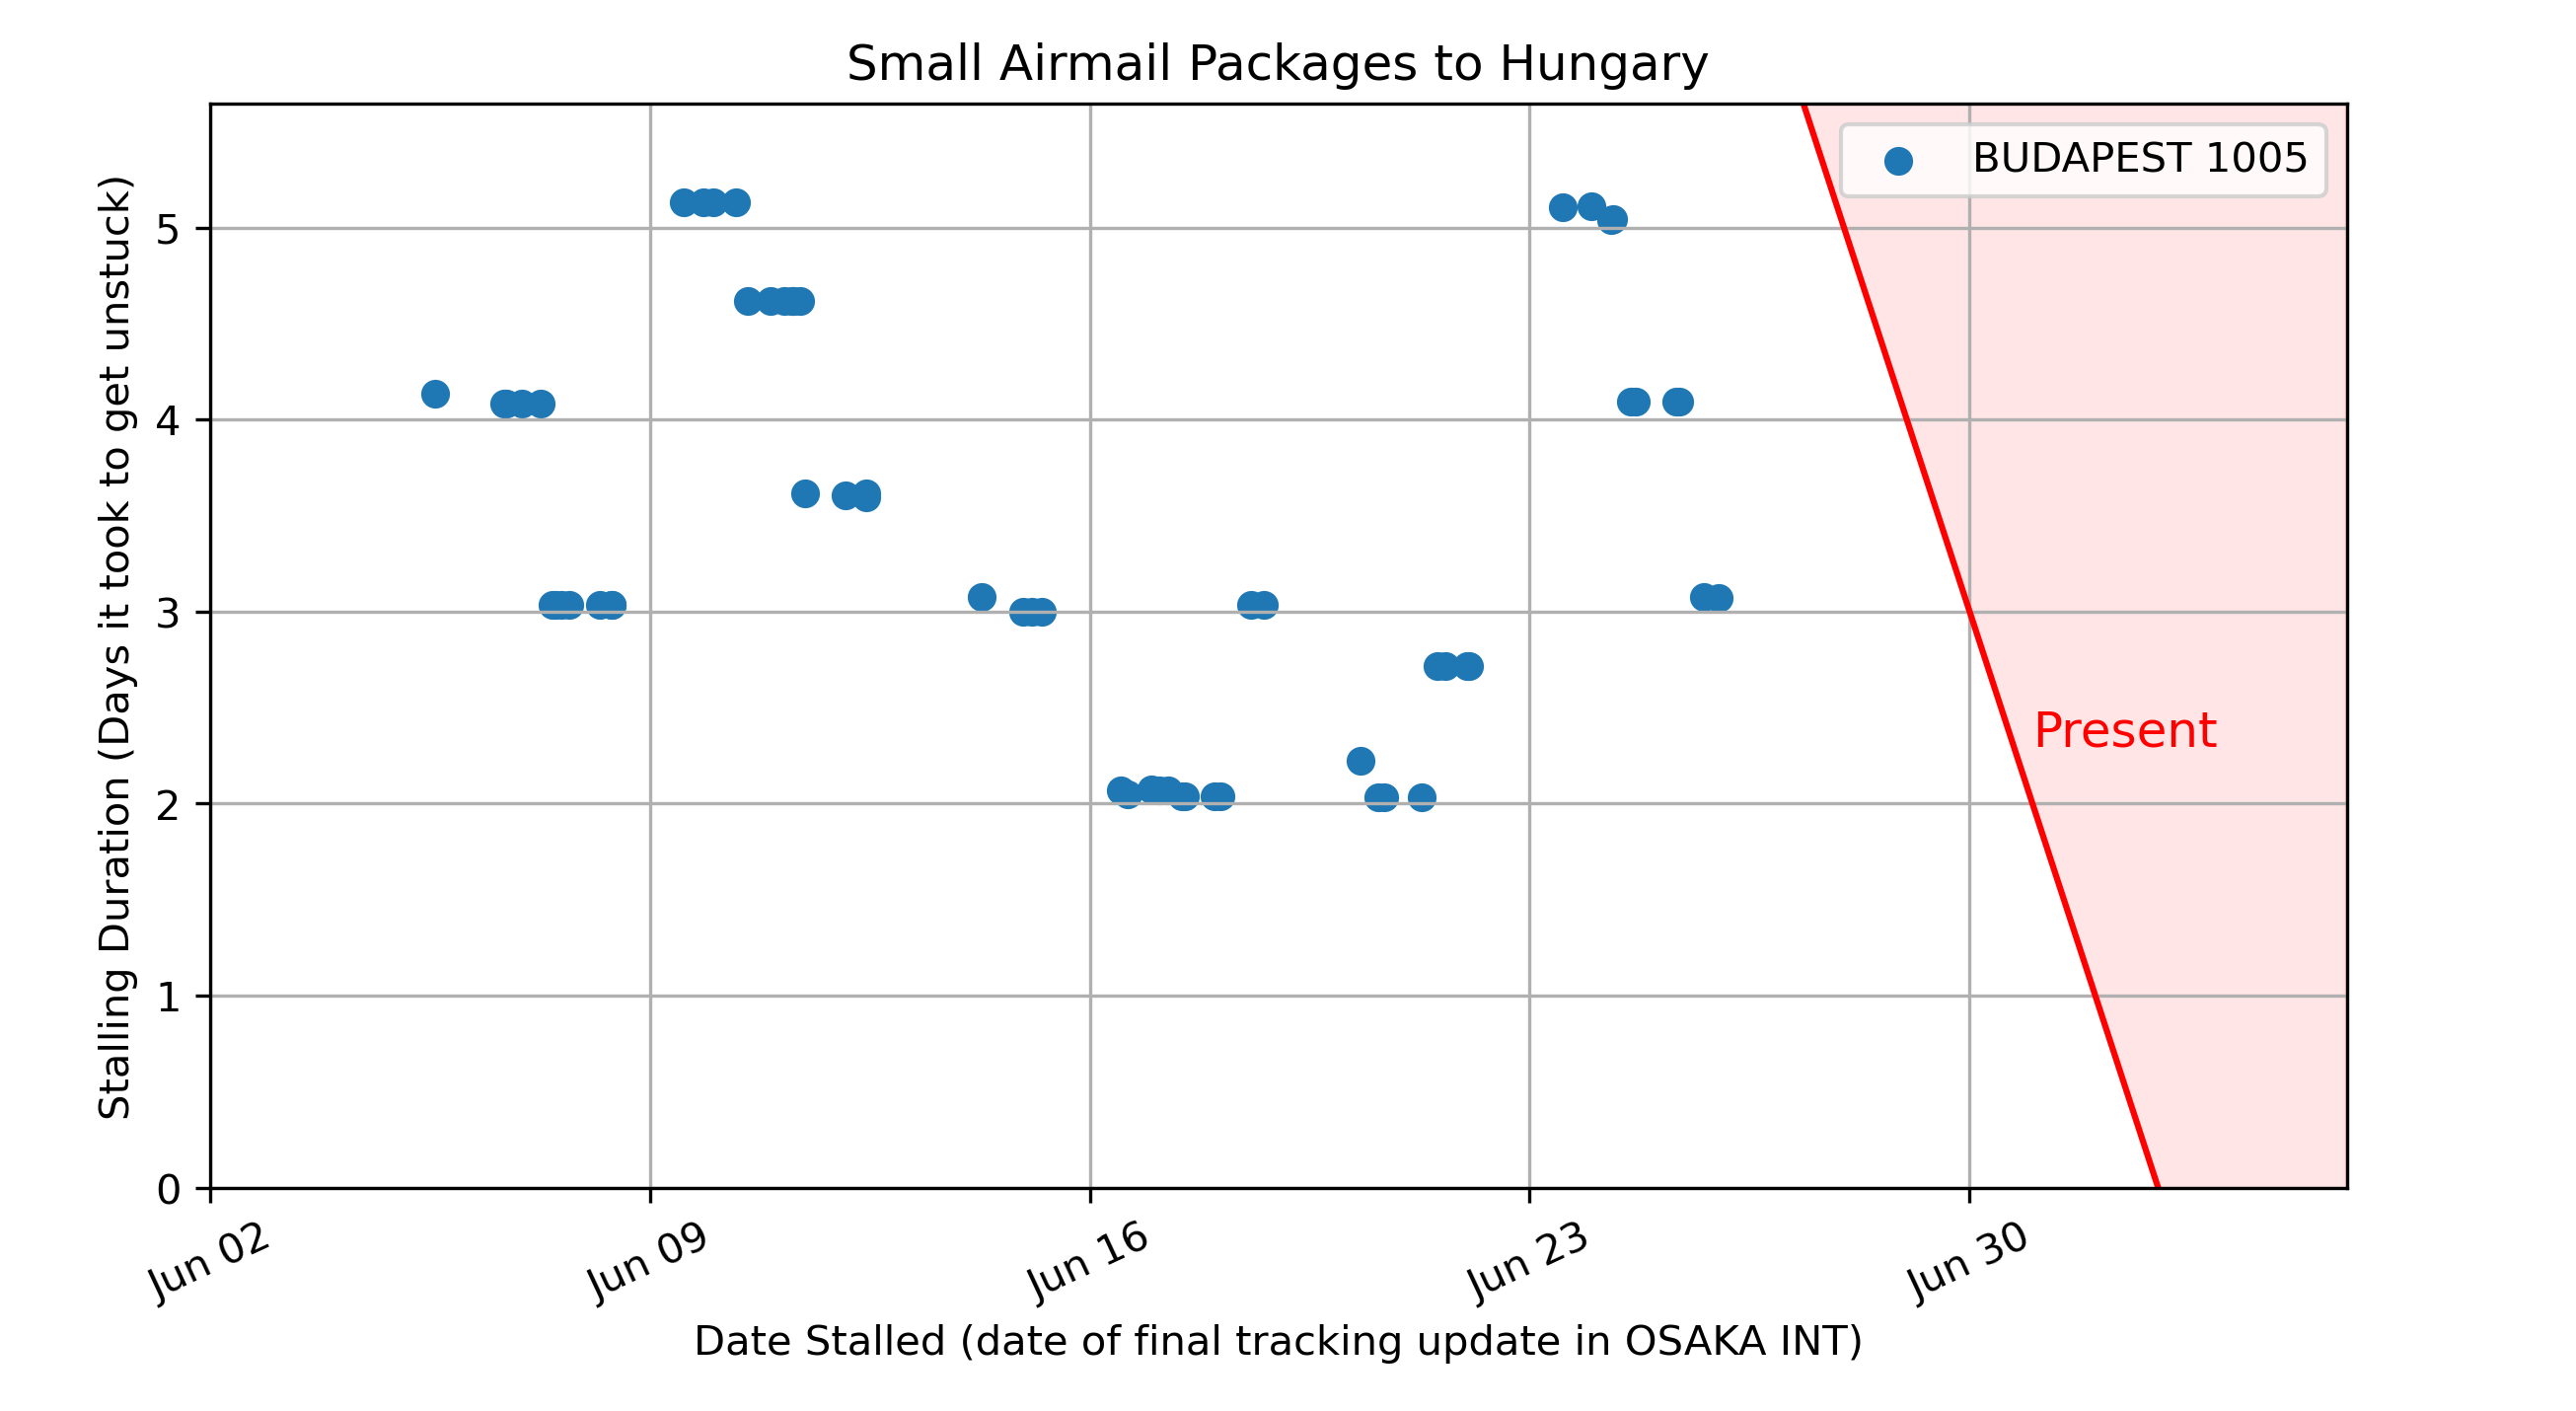 Small Airmail Packages to Hungary
BUDAPEST 1005
Stalling Duration (Days it took to get unstuck)
5
4
3
2
1
0
Present
Jun 02
Jun 09
Jun 16
Jun 23
Jun 30
Date Stalled (date of final tracking update in OSAKA INT)